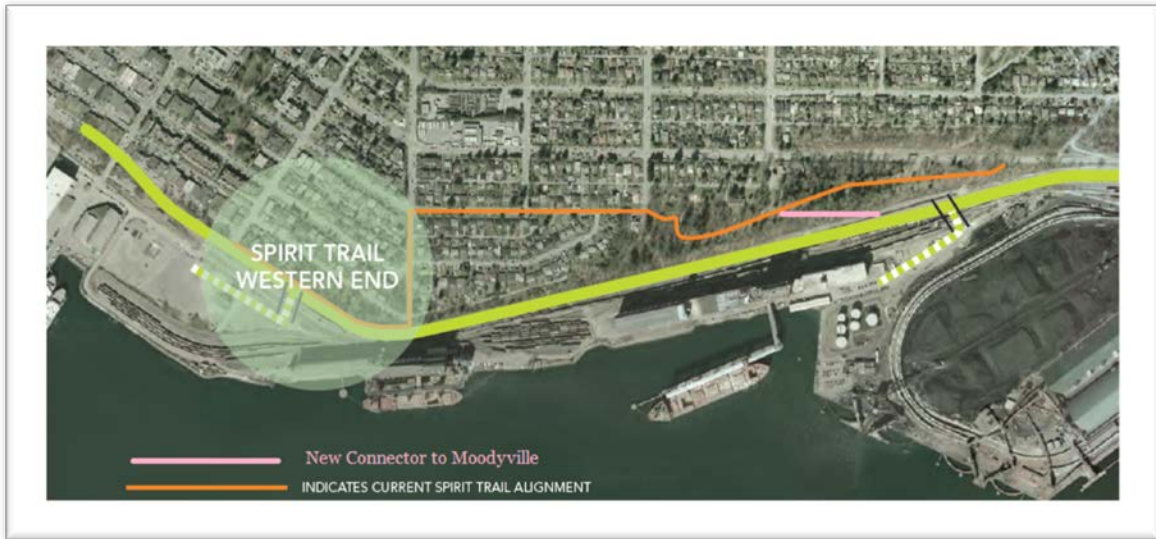 SPIRIT TRAIL
WESTERN END
New Connector to Moodyville
INDICATES CURRENT SPIRIT TRAIL ALIGNMENT